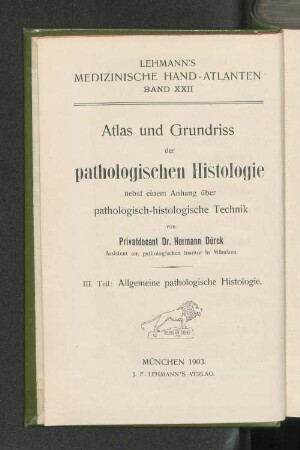 LEHMANN'S
MEDIZINISCHE HAND-ATLANTEN
BAND XXII
Atlas und Grundriss
der
pathologischen Histologie
nebst einem Anhang über
pathologisch-histologische Technik
von
Privatdocent Dr. Hermann Dürck
Assistent am pathologischen Institut in München.
III. Teil: Allgemeine pathologische Histologie.
MÜNCHEN 1903.
J. F. LEHMANN'S VERLAG.